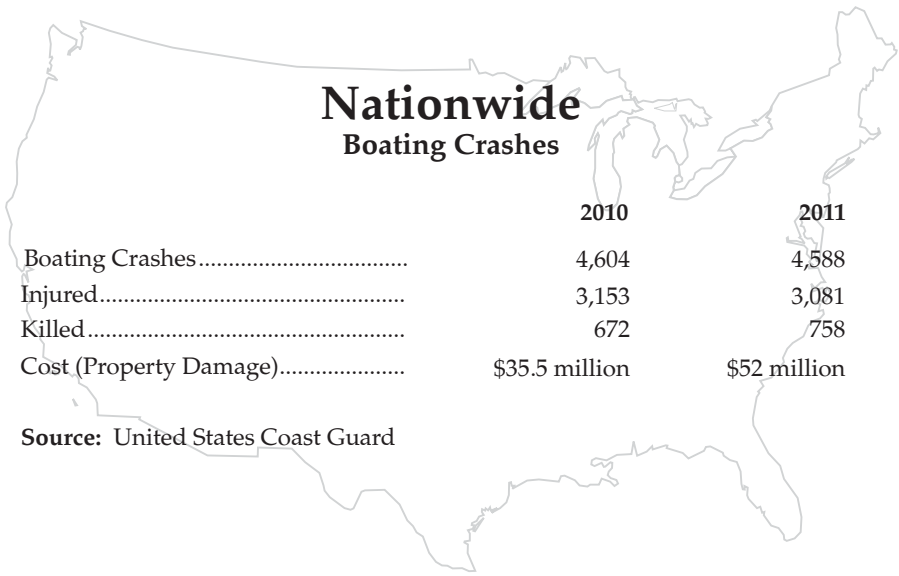 Nationwide
Boating Crashes
2010 2011
Boating Crashes.................................. 4,604 4,588
Injured.................................................. 3,153 3,081
Killed.................................................... 672 758
Cost (Property Damage)..................... $35.5 million $52 million
Source: United States Coast Guard